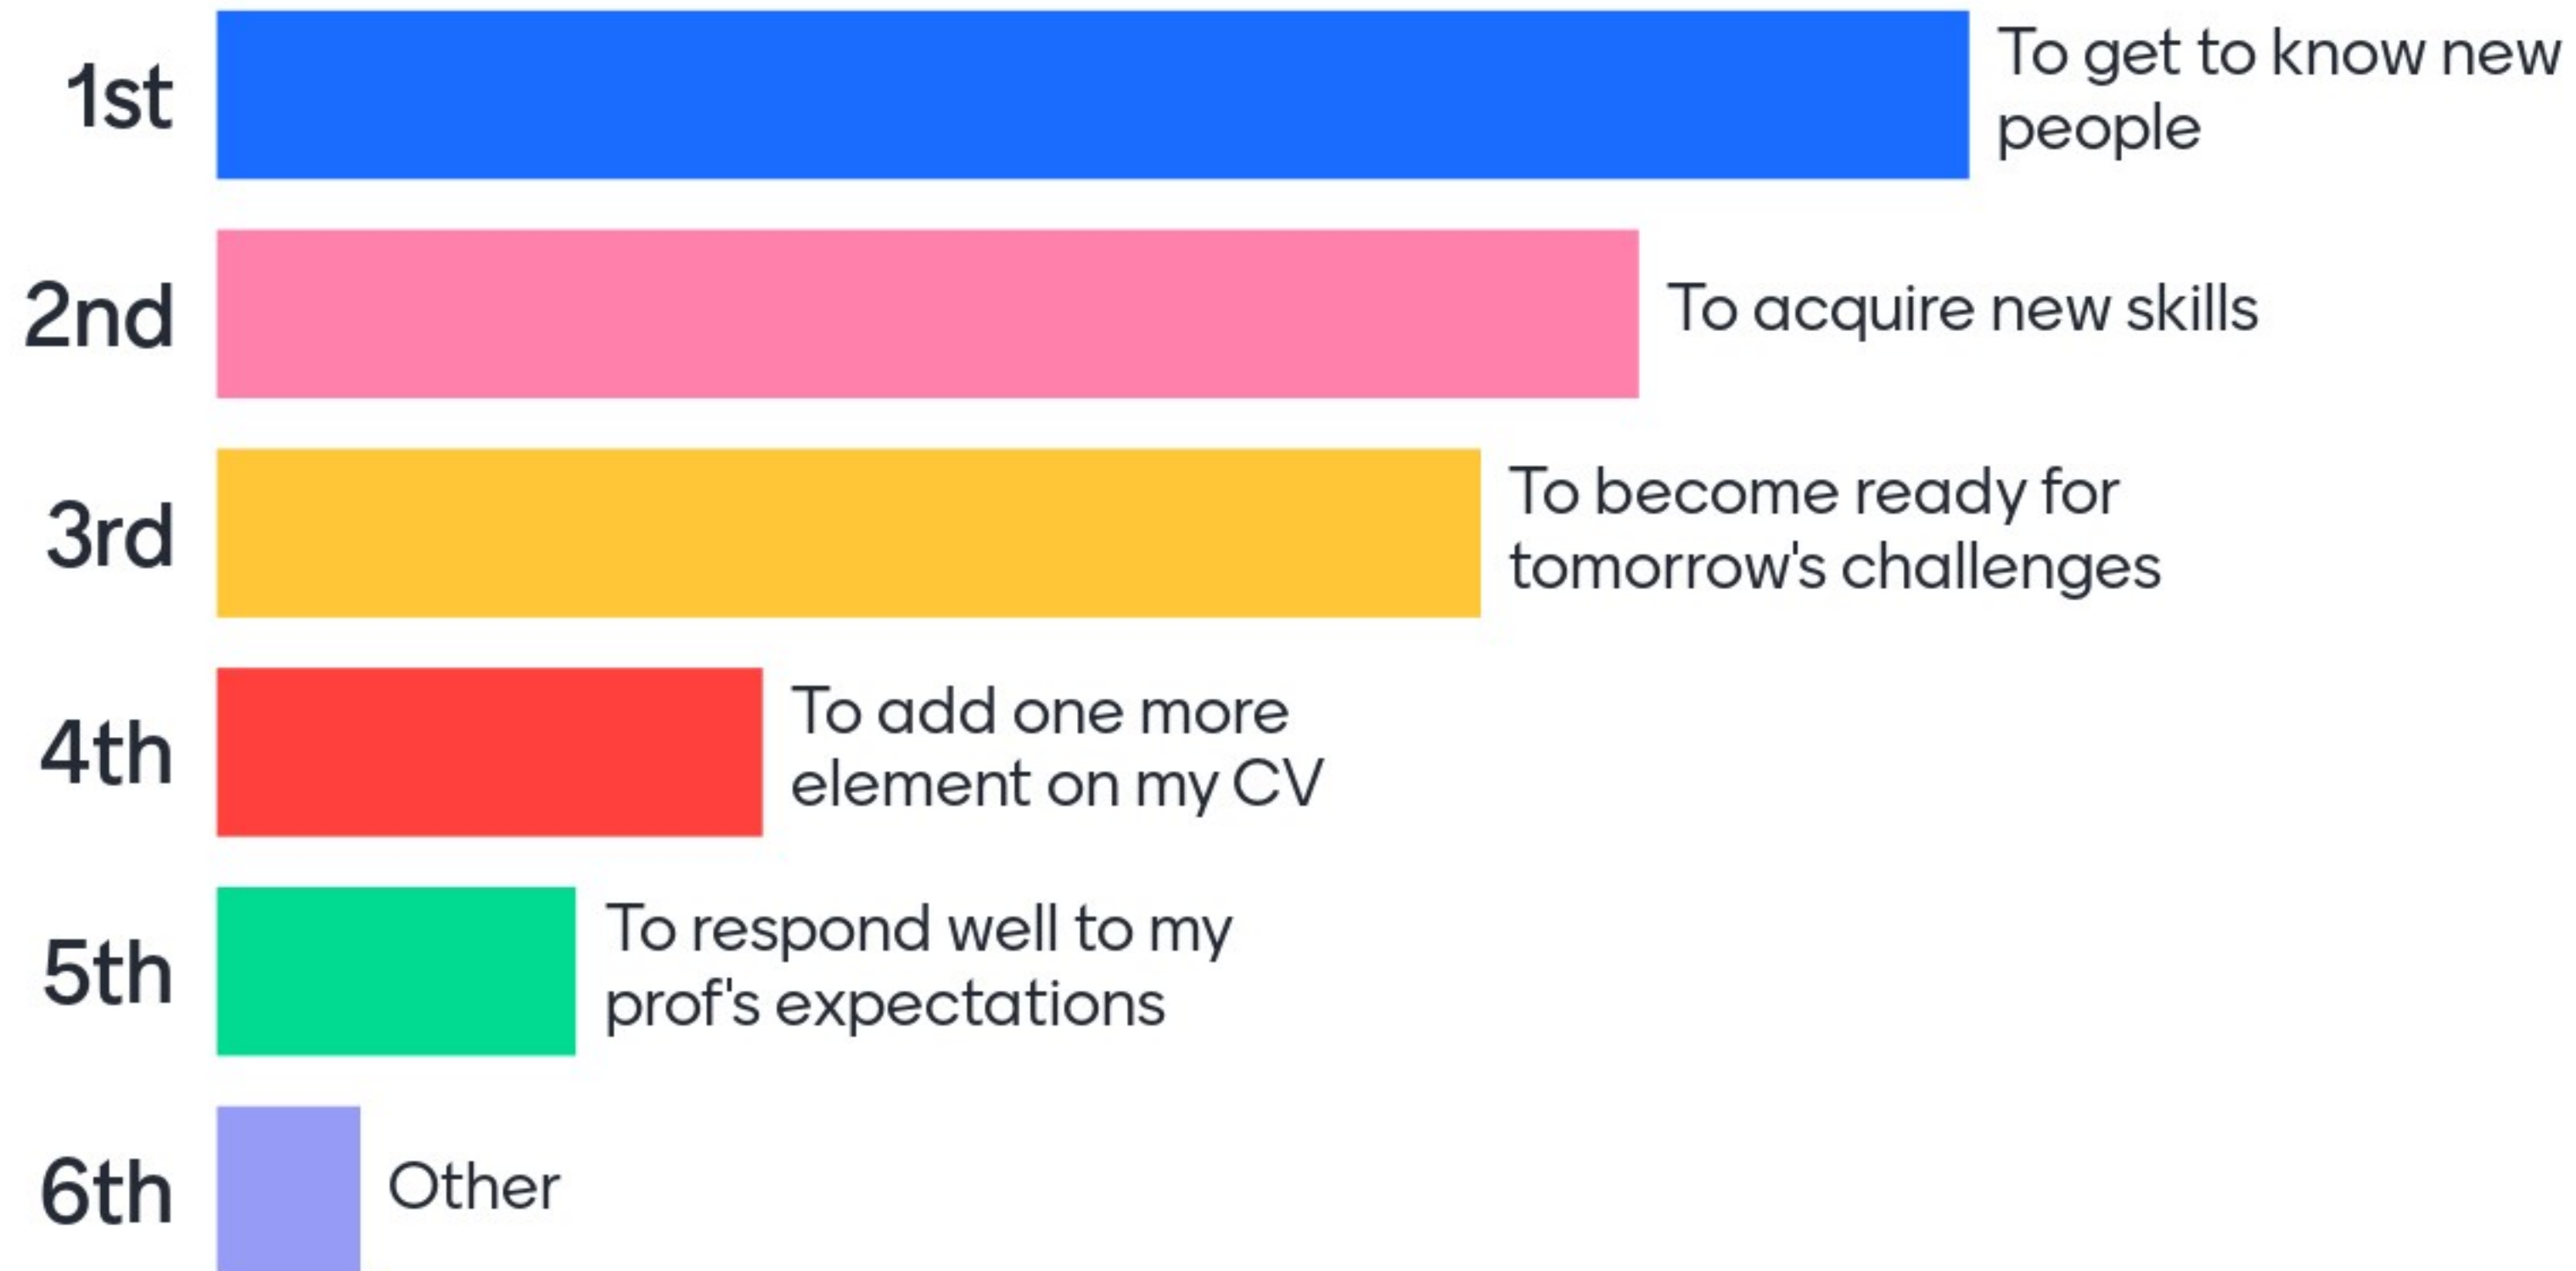 1st
To get to know new
people
2nd
To acquire new skills
3rd
To become ready for
tomorrow's challenges
4th
To add one more
element on my CV
5th
To respond well to my
prof's expectations
6th
Other